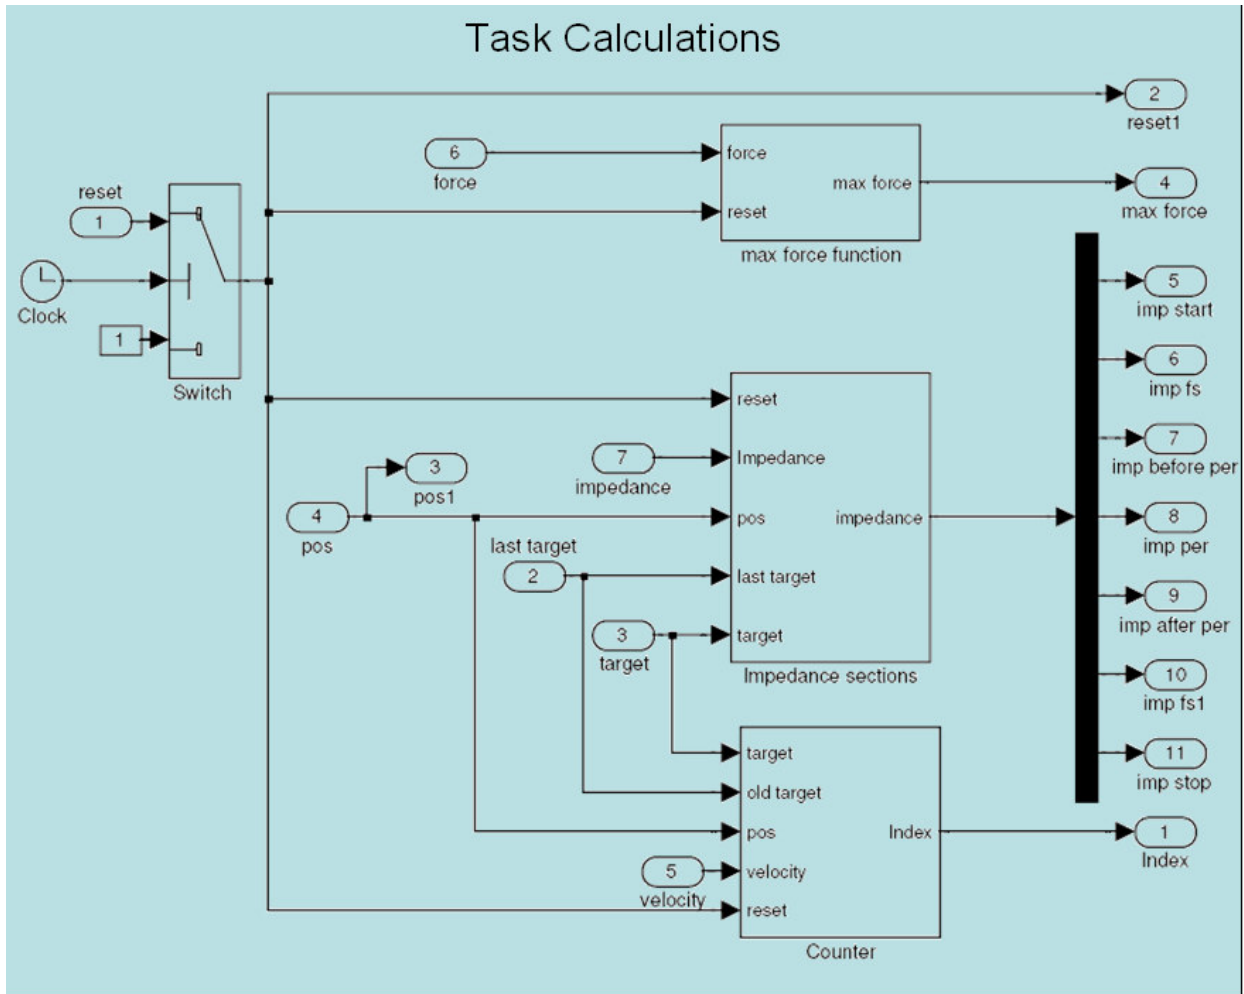 Task Calculations
2
reset1
6
force
force
reset
max force
max force function
4
max force
reset
1
Clock
1
Switch
5
imp start
6
imp fs
7
imp before per
8
imp per
9
imp after per
10
imp fs1
11
imp stop
reset
Impedance
pos
last target
target
impedance
Impedance sections
7
impedance
3
pos1
4
pos
last target
2
3
target
target
old target
pos
velocity
reset
Index
Counter
5
velocity
1
Index